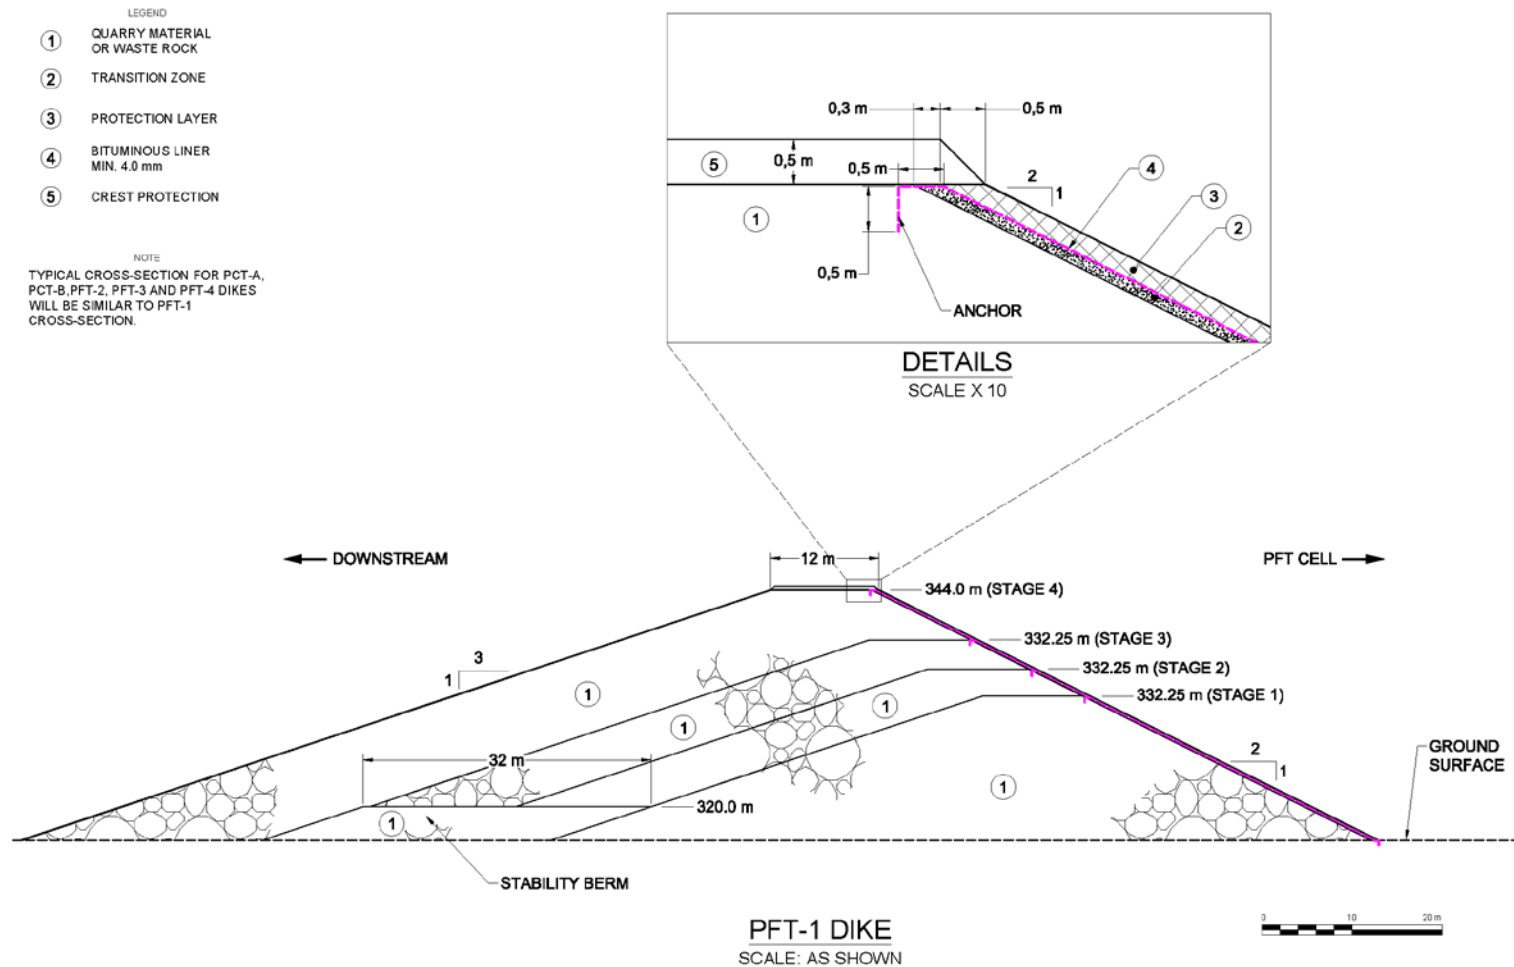 LEGEND
1 QUARRY MATERIAL
OR WASTE ROCK
2 TRANSITION ZONE
3 PROTECTION LAYER
4 BITUMINOUS LINER
MIN. 4.0 mm
5 CREST PROTECTION
NOTE
TYPICAL CROSS-SECTION FOR PCT-A,
PCT-B,PFT-2, PFT-3 AND PFT-4 DIKES
WILL BE SIMILAR TO PFT-1
CROSS-SECTION.
0,3 m
0,5 m
0,5 m
5
0,5 m
2
1
4
3
2
1
0,5 m
ANCHOR
DETAILS
SCALE X 10
DOWNSTREAM
12 m
PFT CELL
344.0 m (STAGE 4)
332.25 m (STAGE 3)
332.25 m (STAGE 2)
332.25 m (STAGE 1)
3
1
1
1
1
1
32 m
320.0 m
1
2
1
GROUND
SURFACE
STABILITY BERM
PFT-1 DIKE
SCALE: AS SHOWN
0 10 20 m